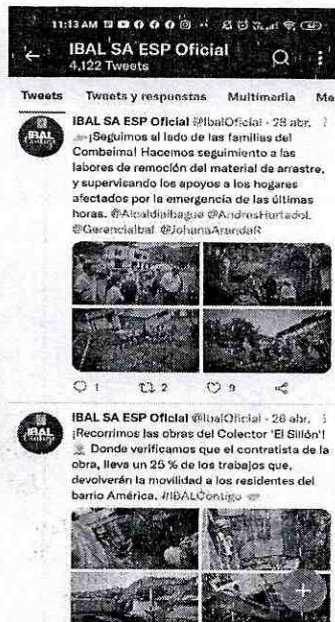 11:13 AM
IBAL SA ESP Oficial
4,122 Tweets
Tweets Tweets y respuestas Multimedia Me
IBAL SA ESP Oficial @IbalOficial · 28 abr.
¡Seguimos al lado de las familias del
Combeima! Hacemos seguimiento a las
labores de remoción del material de arrastre,
y supervisando los apoyos a los hogares
afectados por la emergencia de las últimas
horas. @Alcaldiaibague @AndresHurtadoL
@GerenciaIbal @JohanaArandaR
1 2 9
IBAL SA ESP Oficial @IbalOficial · 26 abr.
¡Recorrimos las obras del Colector 'El Sillón'!
Donde verificamos que el contratista de la
obra, lleva un 25 % de los trabajos que,
devolverán la movilidad a los residentes del
barrio América. #IBALContigo